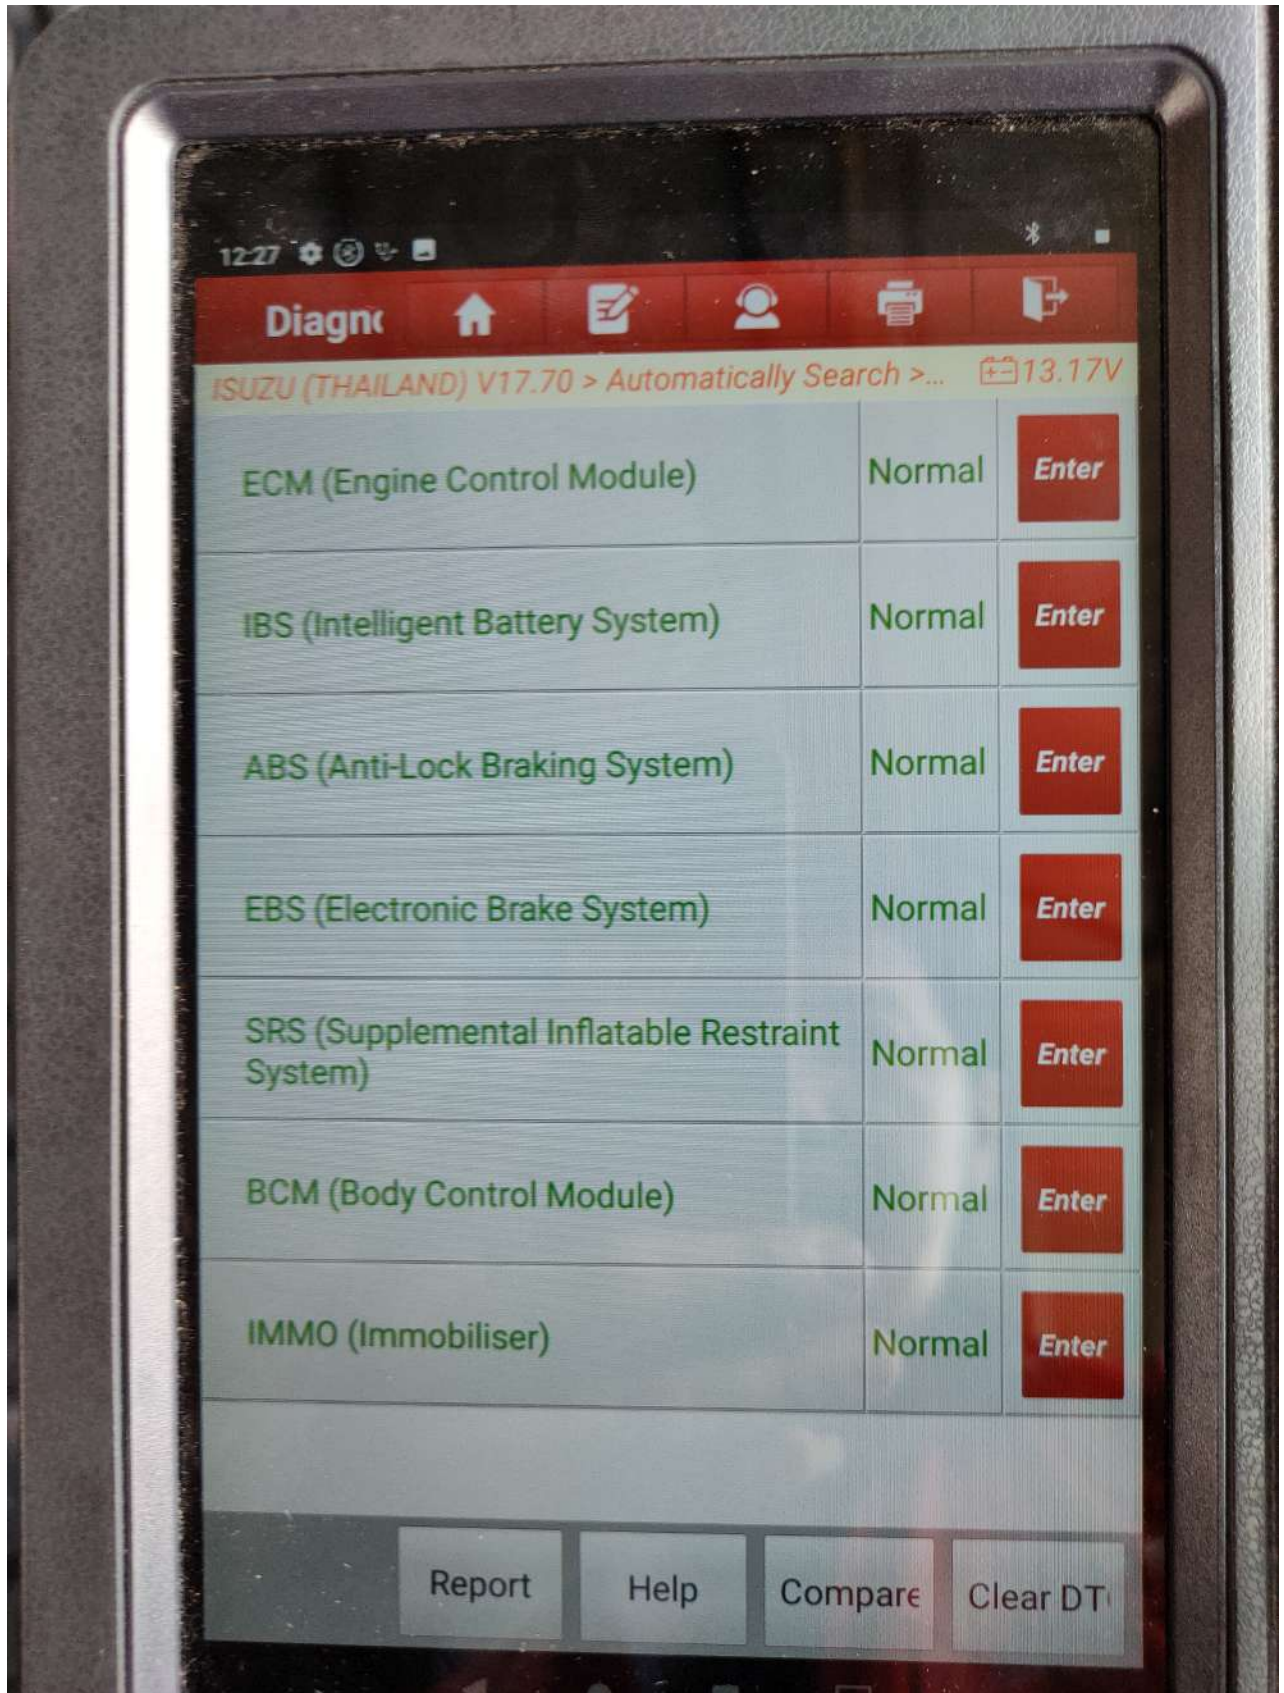 12:27
Diagn
ISUZU (THAILAND) V17.70 > Automatically Search >... 13.17V
ECM (Engine Control Module) Normal Enter
IBS (Intelligent Battery System) Normal Enter
ABS (Anti-Lock Braking System) Normal Enter
EBS (Electronic Brake System) Normal Enter
SRS (Supplemental Inflatable Restraint
System) Normal Enter
BCM (Body Control Module) Normal Enter
IMMO (Immobiliser) Normal Enter
Report Help Compare Clear DT